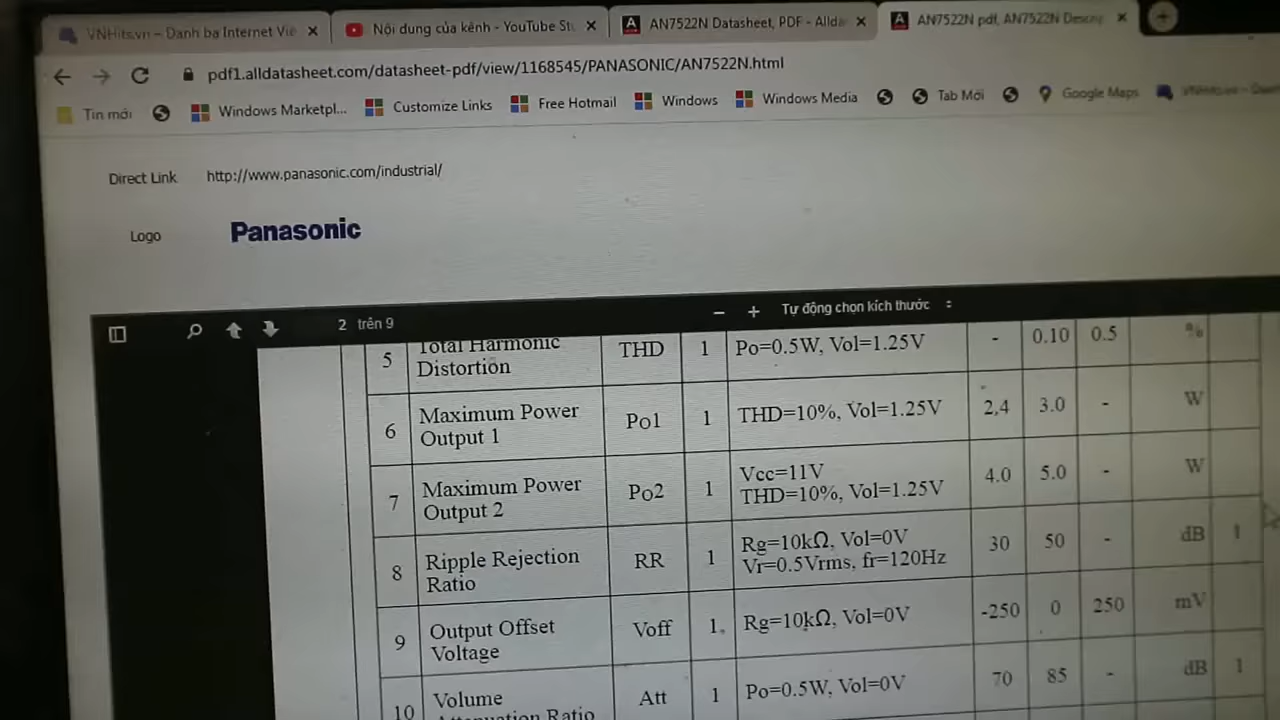 VNHits.vn – Danh bạ Internet Việ
Nội dung của kênh - YouTube Stu
AN7522N Datasheet, PDF - Allda
AN7522N pdf, AN7522N Descrip
pdf1.alldatasheet.com/datasheet-pdf/view/1168545/PANASONIC/AN7522N.html
Tin mới
Windows Marketpl...
Customize Links
Free Hotmail
Windows
Windows Media
Tab Mới
Google Maps
Direct Link http://www.panasonic.com/industrial/
Logo Panasonic
2 trên 9
− + Tự động chọn kích thước
5 Total Harmonic Distortion THD 1 Po=0.5W, Vol=1.25V - 0.10 0.5 %
6 Maximum Power Output 1 Po1 1 THD=10%, Vol=1.25V 2,4 3.0 - W
7 Maximum Power Output 2 Po2 1 Vcc=11V THD=10%, Vol=1.25V 4.0 5.0 - W
8 Ripple Rejection Ratio RR 1 Rg=10kΩ, Vol=0V Vr=0.5Vrms, fr=120Hz 30 50 - dB 1
9 Output Offset Voltage Voff 1 Rg=10kΩ, Vol=0V -250 0 250 mV
10 Volume Attenuation Ratio Att 1 Po=0.5W, Vol=0V 70 85 - dB 1